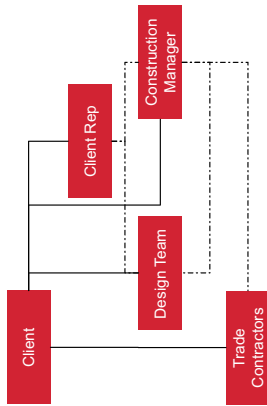 Client
Client Rep
Design Team
Construction
Manager
Trade
Contractors